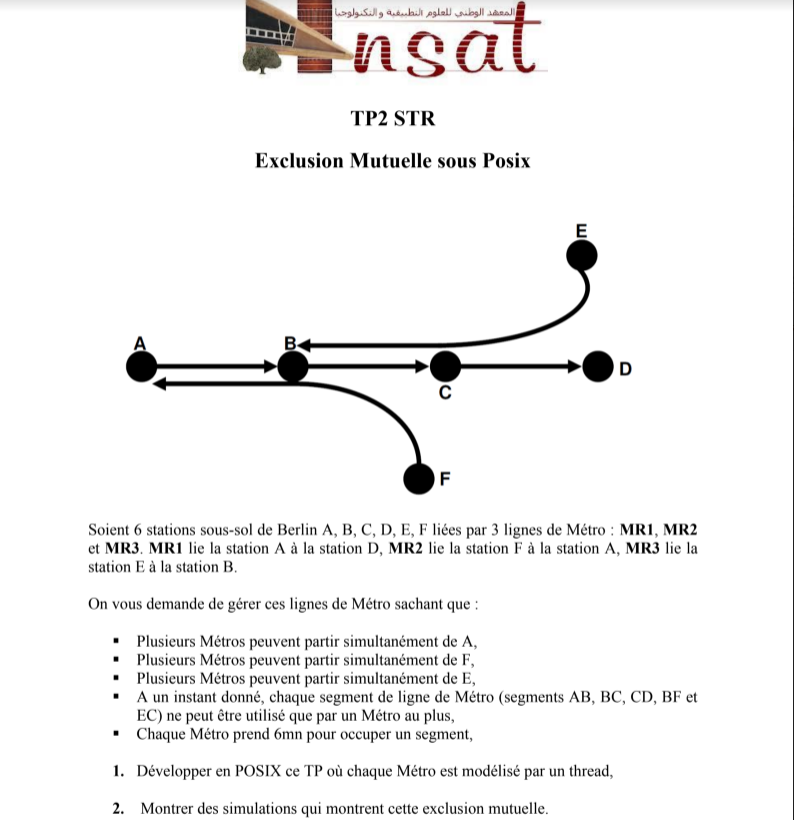 المعهد الوطني للعلوم التطبيقية و التكنولوجيا
insat
TP2 STR
Exclusion Mutuelle sous Posix
E
A
B
D
C
F
Soient 6 stations sous-sol de Berlin A, B, C, D, E, F liées par 3 lignes de Métro : MR1, MR2
et MR3. MR1 lie la station A à la station D, MR2 lie la station F à la station A, MR3 lie la
station E à la station B.
On vous demande de gérer ces lignes de Métro sachant que :
▪ Plusieurs Métros peuvent partir simultanément de A,
▪ Plusieurs Métros peuvent partir simultanément de F,
▪ Plusieurs Métros peuvent partir simultanément de E,
▪ A un instant donné, chaque segment de ligne de Métro (segments AB, BC, CD, BF et
EC) ne peut être utilisé que par un Métro au plus,
▪ Chaque Métro prend 6mn pour occuper un segment,
1. Développer en POSIX ce TP où chaque Métro est modélisé par un thread,
2. Montrer des simulations qui montrent cette exclusion mutuelle.